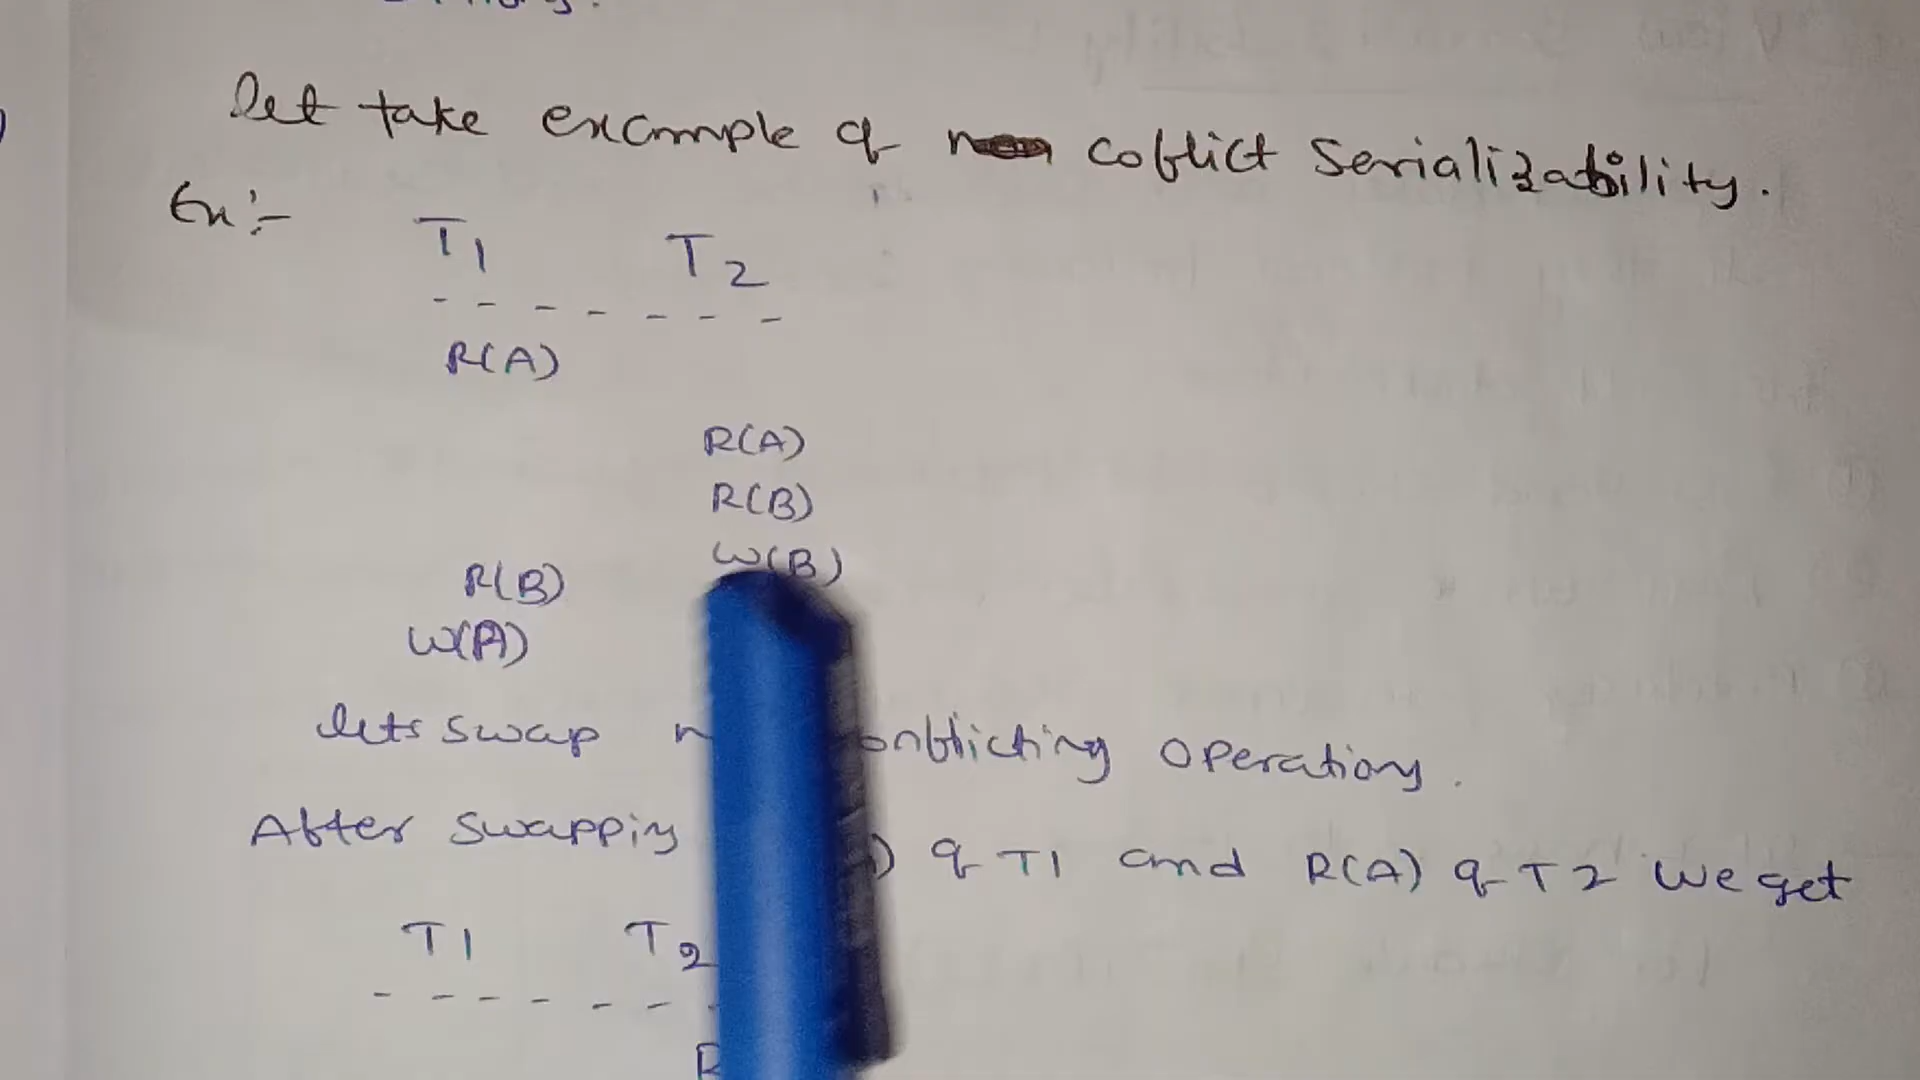 let take example of coflict Serializability.
Ex:-
T1 T2
- - - - - - -
R(A)
R(A)
R(B)
W(B)
R(B)
W(A)
lets swap onflicting operations.
After swapping ) of T1 and R(A) of T2 we get
T1 T2
- - - - - -
R